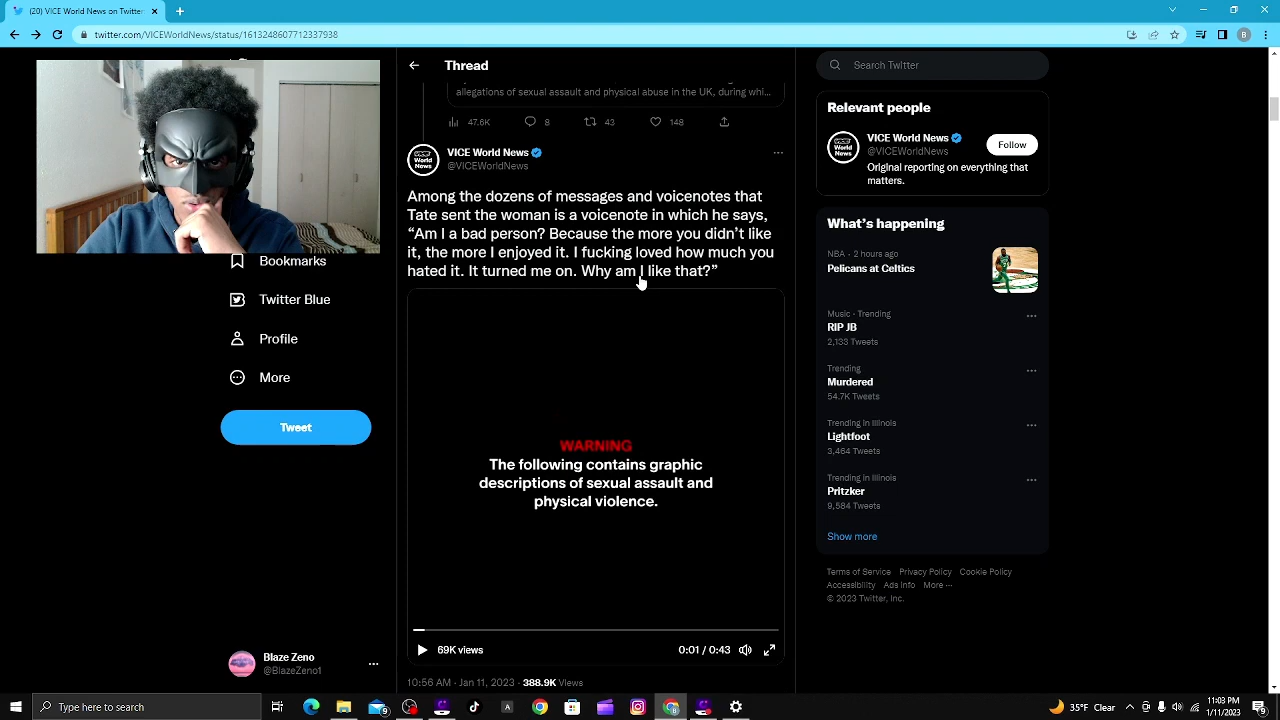 (20) VICE World News on Twitter
twitter.com/VICEWorldNews/status/1613248607712337938
Thread
Search Twitter
allegations of sexual assault and physical abuse in the UK, during whi...
47.6K
8
43
148
VICE World News
@VICEWorldNews
Among the dozens of messages and voicenotes that
Tate sent the woman is a voicenote in which he says,
“Am I a bad person? Because the more you didn’t like
it, the more I enjoyed it. I fucking loved how much you
hated it. It turned me on. Why am I like that?”
WARNING
The following contains graphic
descriptions of sexual assault and
physical violence.
69K views
0:01 / 0:43
10:56 AM · Jan 11, 2023 · 388.9K Views
Bookmarks
Twitter Blue
Profile
More
Tweet
Blaze Zeno
@BlazeZeno1
Relevant people
VICE World News
@VICEWorldNews
Follow
Original reporting on everything that
matters.
What’s happening
NBA · 2 hours ago
Pelicans at Celtics
Music · Trending
RIP JB
2,133 Tweets
Trending
Murdered
54.7K Tweets
Trending in Illinois
Lightfoot
3,464 Tweets
Trending in Illinois
Pritzker
9,584 Tweets
Show more
Terms of Service Privacy Policy Cookie Policy
Accessibility Ads info More ···
© 2023 Twitter, Inc.
Type here to search
35°F Clear
11:03 PM
1/11/2023